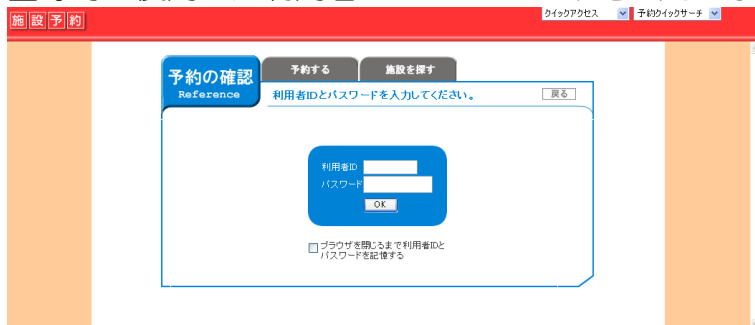 施設予約
クイックアクセス 予約クイックサーチ
予約の確認
Reference
予約する 施設を探す
利用者IDとパスワードを入力してください。 戻る
利用者ID
パスワード
OK
ブラウザを閉じるまで利用者IDと
パスワードを記憶する